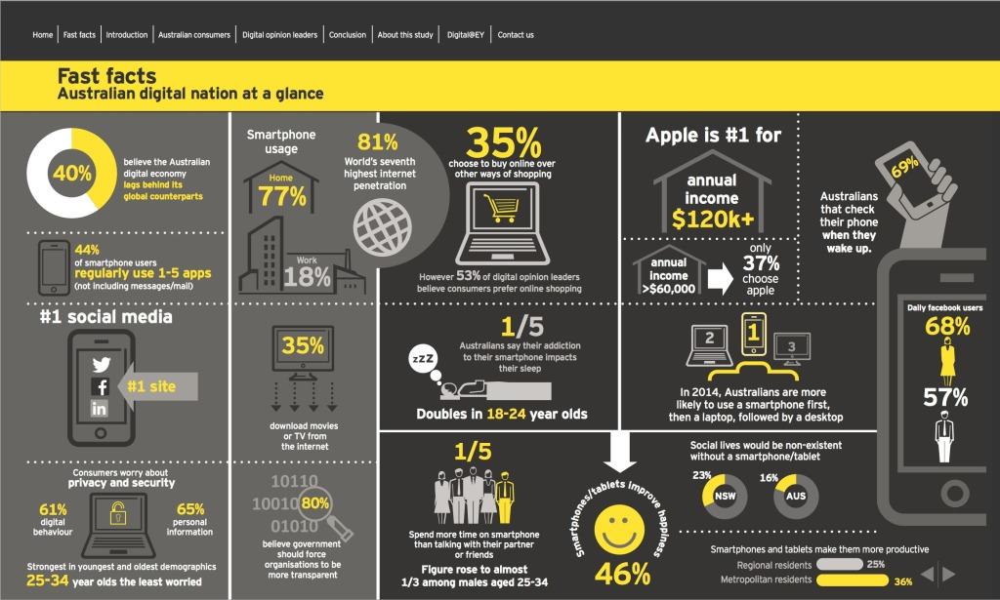 Home
Fast facts
Introduction
Australian consumers
Digital opinion leaders
Conclusion
About this study
Digital@EY
Contact us
Fast facts
Australian digital nation at a glance
40%
believe the Australian
digital economy
lags behind its
global counterparts
44%
of smartphone users
regularly use 1-5 apps
(not including messages/mail)
#1 social media
f
in
#1 site
Consumers worry about
privacy and security
61%
digital
behaviour
65%
personal
information
Strongest in youngest and oldest demographics
25-34 year olds the least worried
Smartphone
usage
Home
77%
Work
18%
81%
World's seventh
highest internet
penetration
35%
download movies
or TV from
the internet
10110
10010
80%
01010
believe government
should force
organisations to be
more transparent
35%
choose to buy online over
other ways of shopping
However 53% of digital opinion leaders
believe consumers prefer online shopping
1/5
Australians say their addiction
to their smartphone impacts
their sleep
zzZ
Doubles in 18-24 year olds
1/5
Spend more time on smartphone
than talking with their partner
or friends
Figure rose to almost
1/3 among males aged 25-34
Smartphones/tablets improve happiness
46%
Apple is #1 for
annual
income
$120k+
annual
income
>$60,000
only
37%
choose
apple
2
1
3
In 2014, Australians are more
likely to use a smartphone first,
then a laptop, followed by a desktop
Social lives would be non-existent
without a smartphone/tablet
23%
NSW
16%
AUS
Smartphones and tablets make them more productive
Regional residents
25%
Metropolitan residents
36%
69%
Australians
that check
their phone
when they
wake up.
Daily facebook users
68%
57%